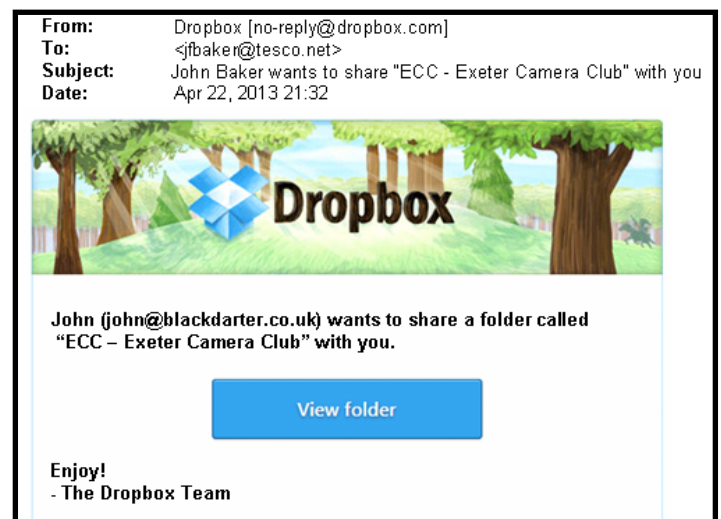 From: Dropbox [no-reply@dropbox.com]
To: <jfbaker@tesco.net>
Subject: John Baker wants to share "ECC - Exeter Camera Club" with you
Date: Apr 22, 2013 21:32
Dropbox
John (john@blackdarter.co.uk) wants to share a folder called
“ECC – Exeter Camera Club” with you.
View folder
Enjoy!
- The Dropbox Team